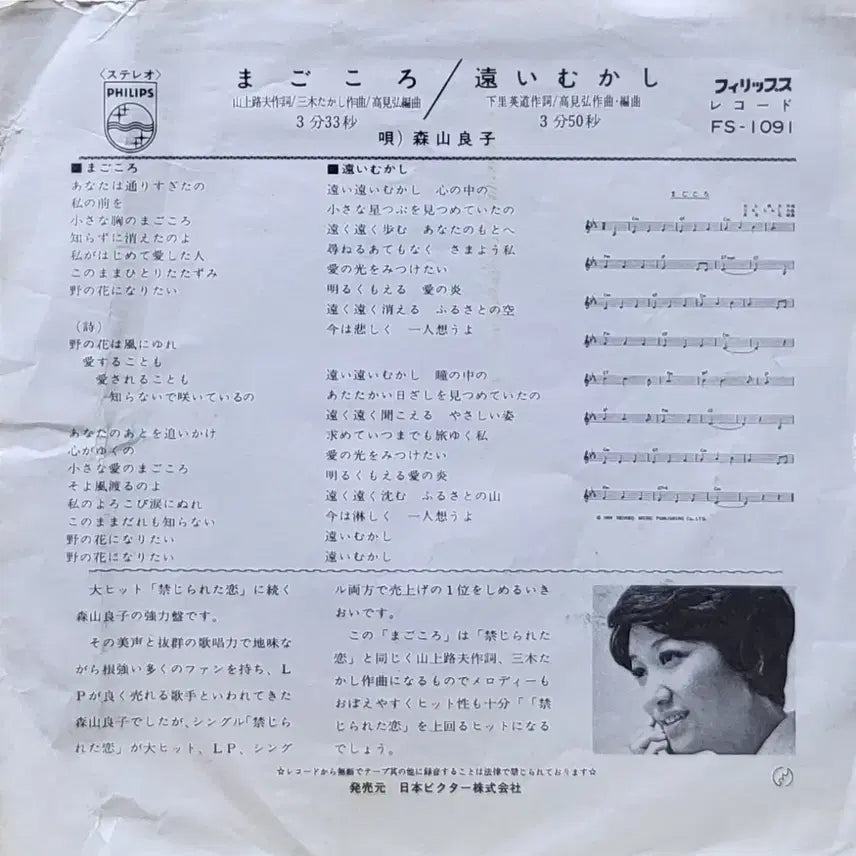 〈ステレオ〉
PHILIPS
まごころ/遠いむかし
山上路夫作詞/三木たかし作曲/高見弘編曲
3分33秒
下里英道作詞/高見弘作曲・編曲
3分50秒
唄)森山良子
フィリップス
レコード
FS-1091
■まごころ
あなたは通りすぎたの
私の前を
小さな胸のまごころ
知らずに消えたのよ
私がはじめて愛した人
このままひとりたたずみ
野の花になりたい
(詩)
野の花は風にゆれ
愛することも
愛されることも
知らないで咲いているの
あなたのあとを追いかけ
心がゆくの
小さな愛のまごころ
そよ風渡るのよ
私のよろこび涙にぬれ
このままだれも知らない
野の花になりたい
野の花になりたい
■遠いむかし
遠い遠いむかし 心の中の
小さな星つぶを見つめていたの
遠く遠く歩む あなたのもとへ
尋ねるあてもなく さまよう私
愛の光をみつけたい
明るくもえる 愛の炎
遠く遠く消える ふるさとの空
今は悲しく 一人想うよ
遠い遠いむかし 瞳の中の
あたたかい日ざしを見つめていたの
遠く遠く聞こえる やさしい姿
求めていつまでも旅ゆく私
愛の光をみつけたい
明るくもえる愛の炎
遠く遠く沈む ふるさとの山
今は淋しく 一人想うよ
遠いむかし
遠いむかし
まごころ
大ヒット「禁じられた恋」に続く
森山良子の強力盤です。
その美声と抜群の歌唱力で地味な
がら根強い多くのファンを持ち、L
Pが良く売れる歌手といわれてきた
森山良子でしたが、シングル「禁じら
れた恋」が大ヒット、LP、シング
ル両方で売上げの1位をしめるいき
おいです。
この「まごころ」は「禁じられた
恋」と同じく山上路夫作詞、三木た
かし作曲になるものでメロディーも
おぼえやすくヒット性も十分「「禁
じられた恋」を上回るヒットになる
でしょう。
☆レコードから無断でテープ其の他に録音することは法律で禁じられております☆
発売元 日本ビクター株式会社